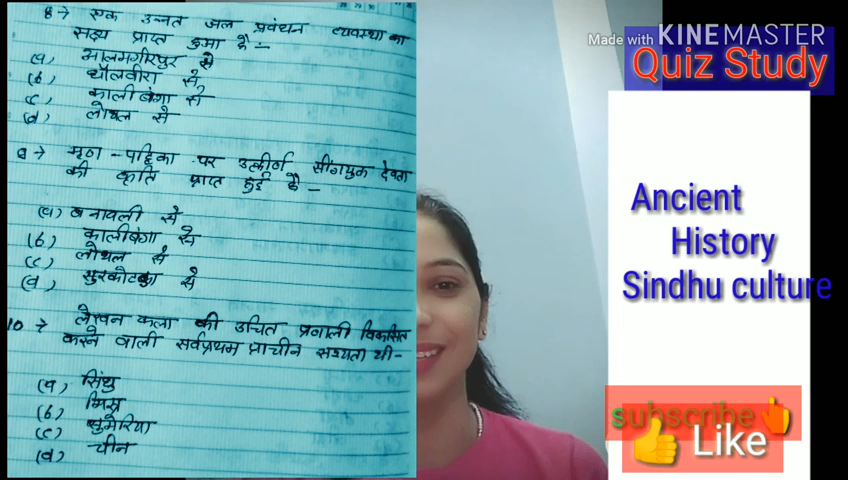 8→ एक उन्नत जल प्रबंधन व्यवस्था का
साक्ष्य प्राप्त हुआ है :-
(a) आलमगीरपुर से
(b) धौलवीरा से
(c) कालीबंगा से
(d) लोथल से
9→ मृण - पट्टिका पर उत्कीर्ण सींगयुक्त देवता
की कृति प्राप्त हुई है -
(a) बनावली से
(b) कालीबंगा से
(c) लोथल से
(d) सुरकोटडा से
10→ लेखन कला की उचित प्रणाली विकसित
करने वाली सर्वप्रथम प्राचीन सभ्यता थी-
(a) सिंधु
(b) मिस्र
(c) सुमेरिया
(d) चीन
Made with KINEMASTER
Quiz Study
Ancient
History
Sindhu culture
subscribe
Like